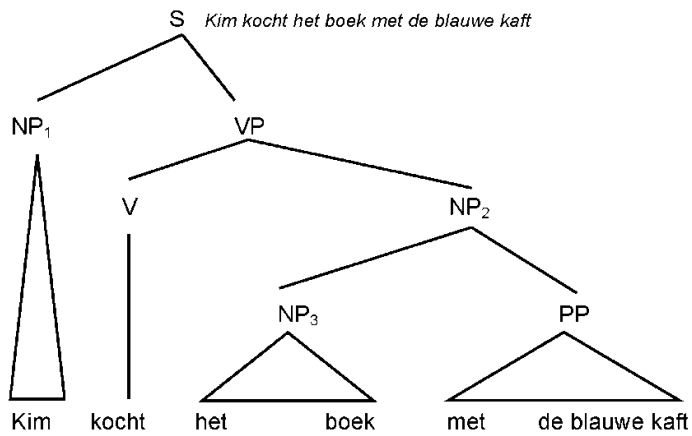 S Kim kocht het boek met de blauwe kaft
NP₁ VP
V NP₂
NP₃ PP
Kim kocht het boek met de blauwe kaft